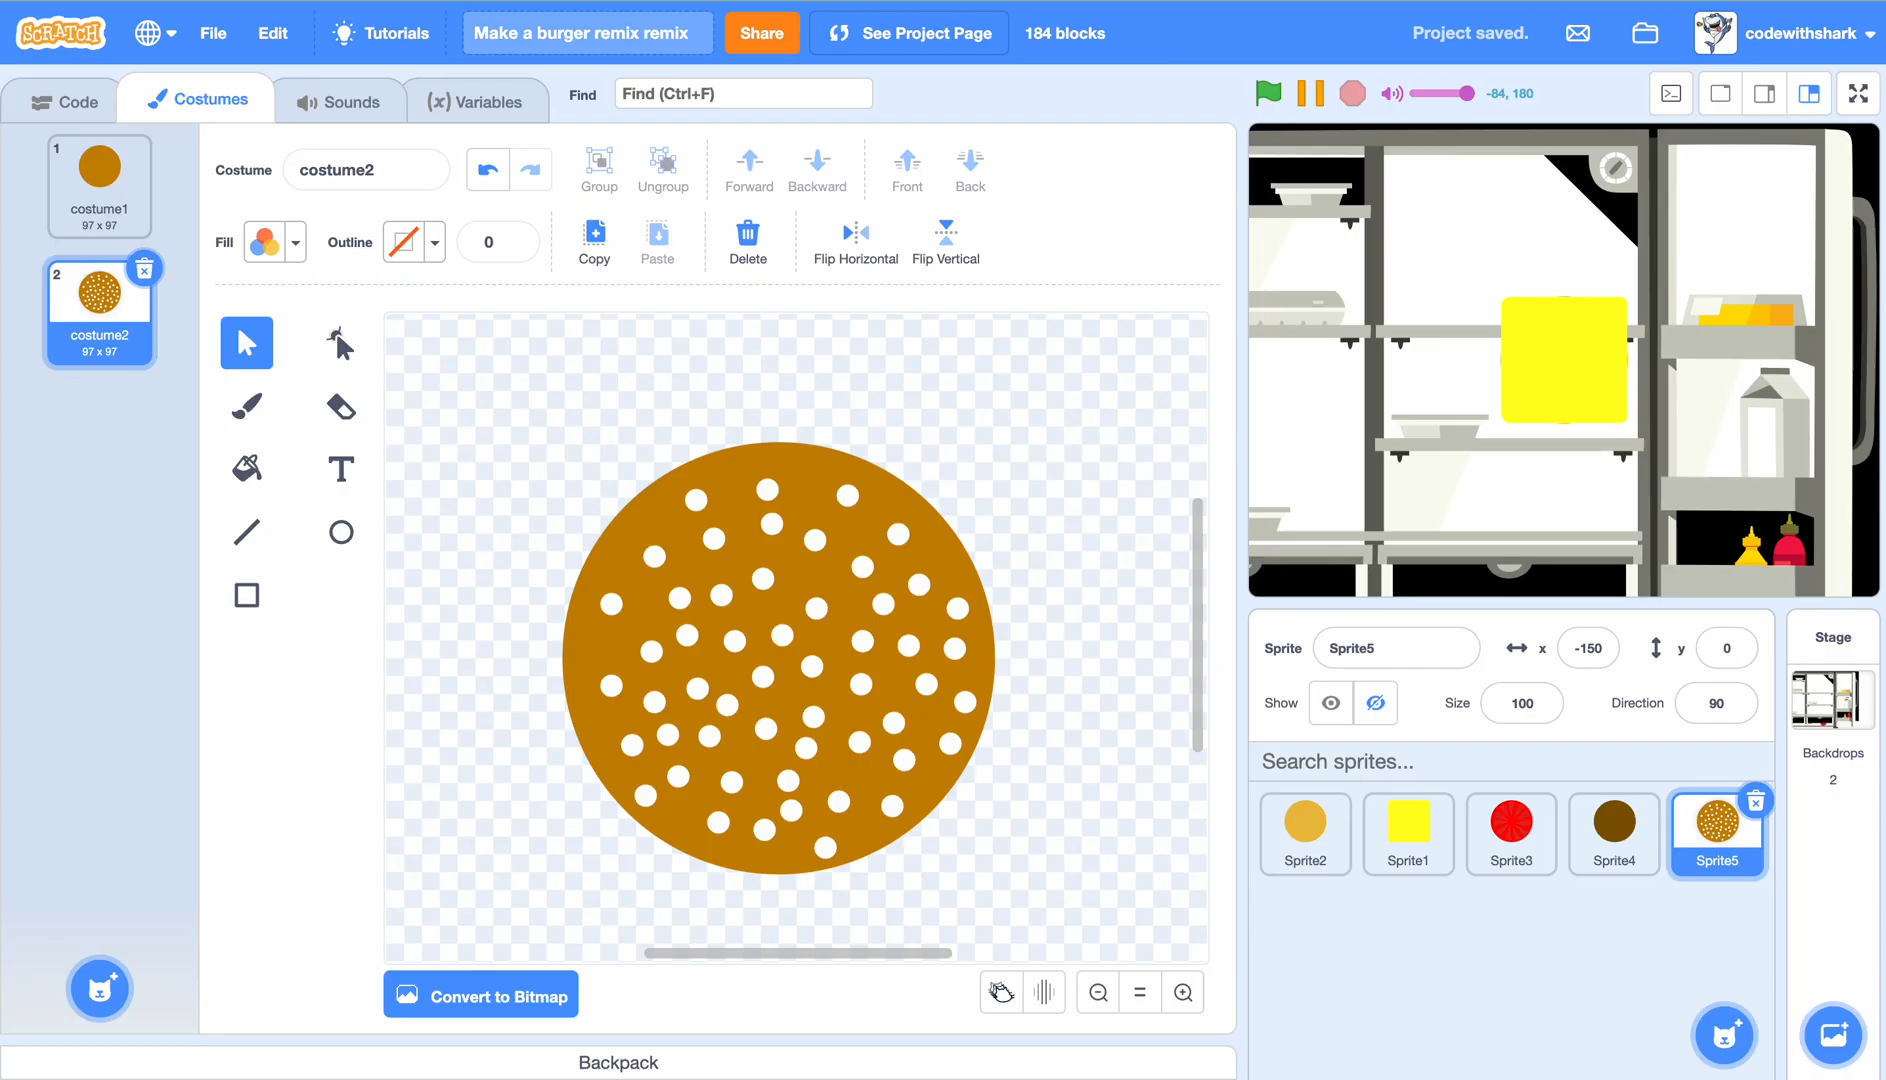 SCRATCH
File
Edit
Tutorials
Make a burger remix remix
Share
See Project Page
184 blocks
Project saved.
codewithshark
Code
Costumes
Sounds
(x) Variables
Find
Find (Ctrl+F)
-84, 180
1
costume1
97 x 97
2
costume2
97 x 97
Costume
costume2
Group
Ungroup
Forward
Backward
Front
Back
Fill
Outline
0
Copy
Paste
Delete
Flip Horizontal
Flip Vertical
T
Convert to Bitmap
Backpack
Sprite
Sprite5
x
-150
y
0
Show
Size
100
Direction
90
Search sprites...
Sprite2
Sprite1
Sprite3
Sprite4
Sprite5
Stage
Backdrops
2